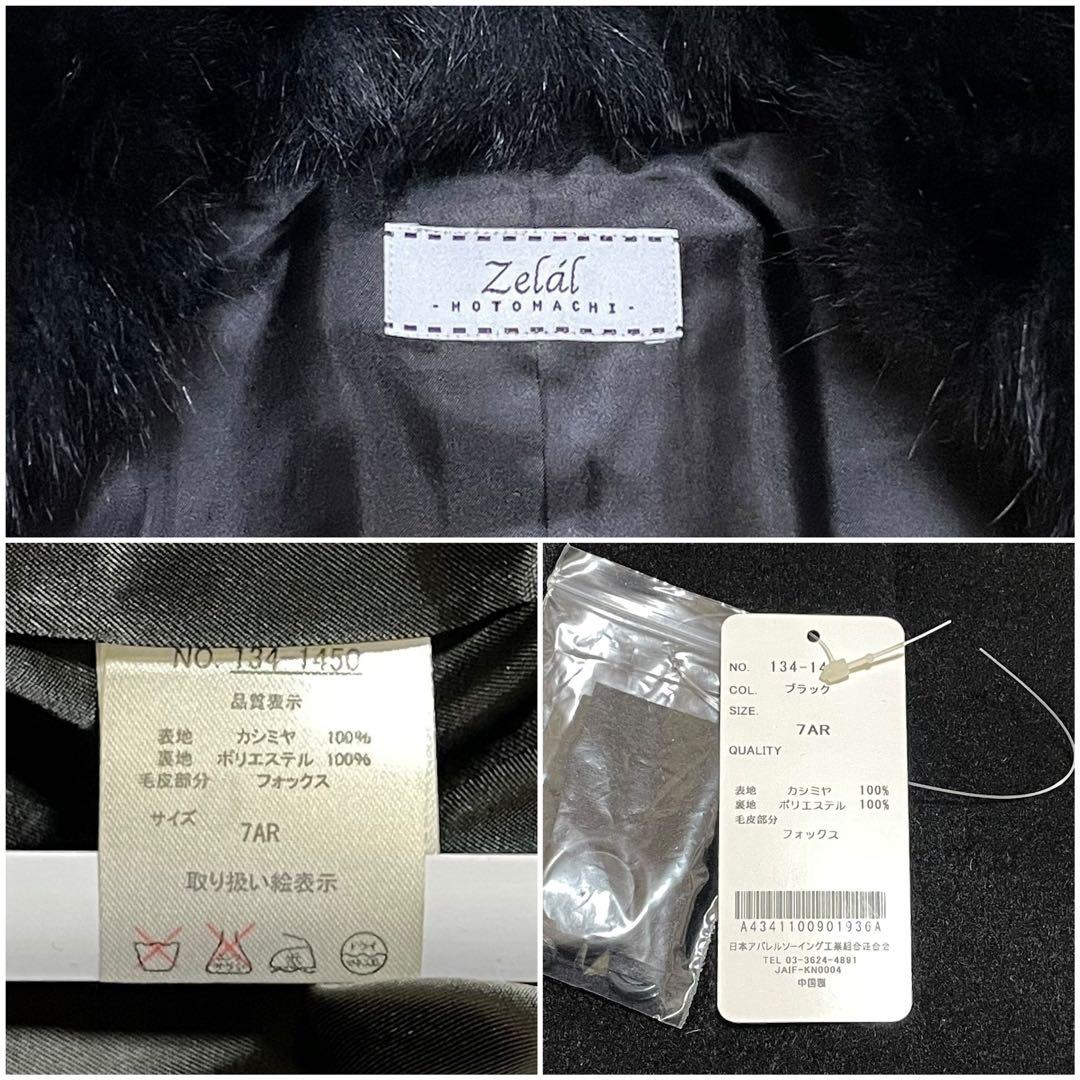 Zelál
- MOTOMACHI -
NO. 134-1450
品質表示
表地 カシミヤ 100%
裏地 ポリエステル 100%
毛皮部分 フォックス
サイズ 7AR
取り扱い絵表示
ドライ
NO. 134-14
COL. ブラック
SIZE.
7AR
QUALITY
表地 カシミヤ 100%
裏地 ポリエステル 100%
毛皮部分
フォックス
A4341100901936A
日本アパレルソーイング工業組合連合会
TEL 03-3624-4891
JAIF-KN0004
中国製